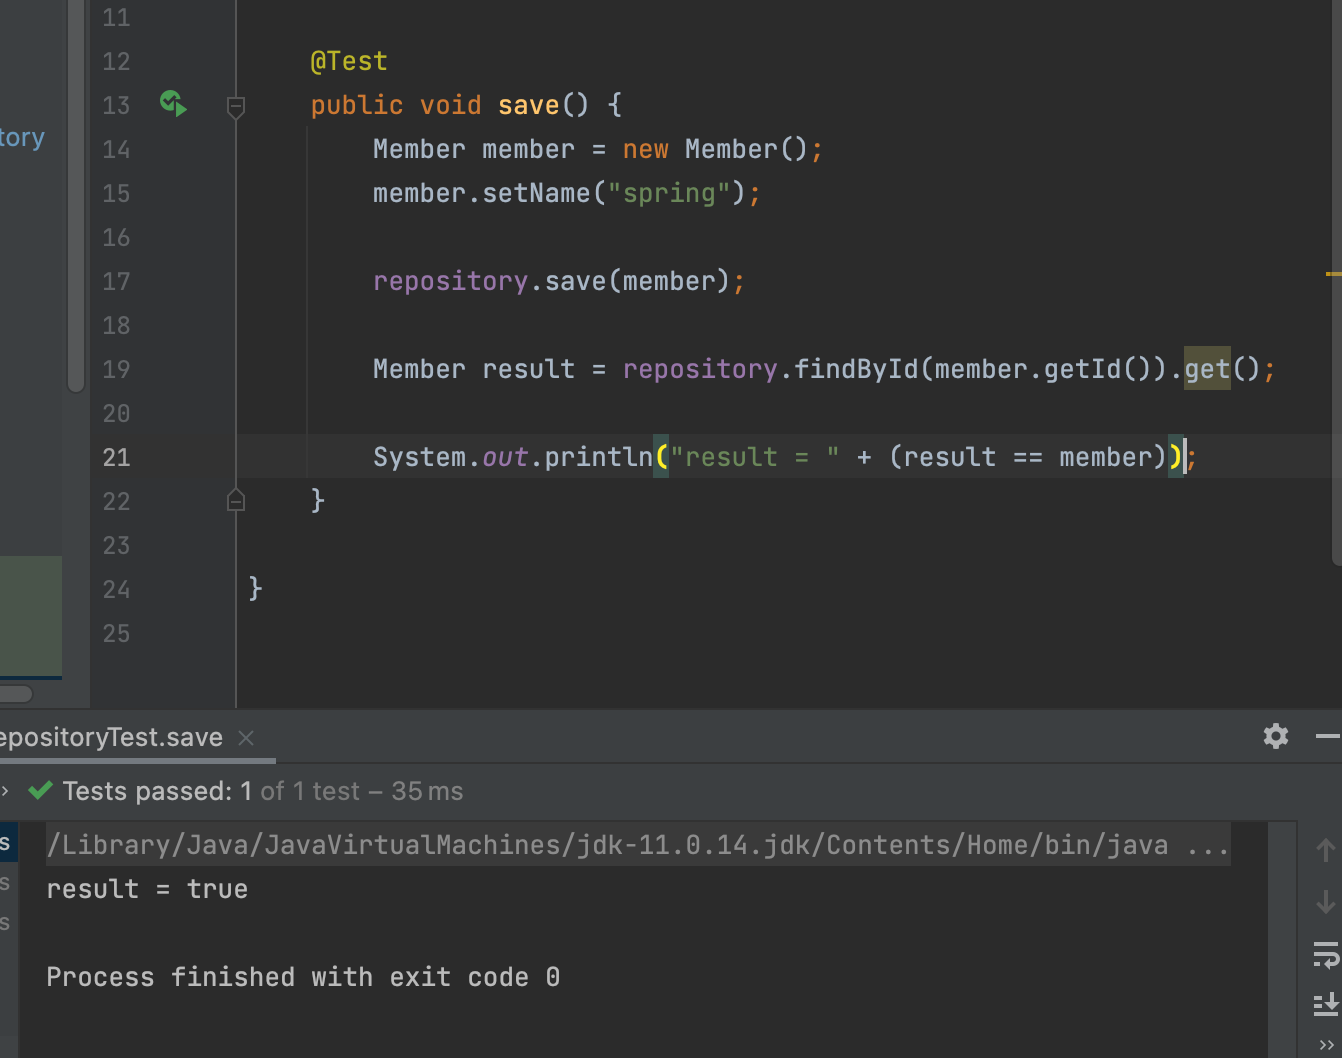 11
12 @Test
tory
13 public void save() {
14 Member member = new Member();
15 member.setName("spring");
16
17 repository.save(member);
18
19 Member result = repository.findById(member.getId()).get();
20
21 System.out.println("result = " + (result == member));
22 }
23
24 }
25
epositoryTest.save ×
› Tests passed: 1 of 1 test – 35 ms
s /Library/Java/JavaVirtualMachines/jdk-11.0.14.jdk/Contents/Home/bin/java ...
s result = true
s
Process finished with exit code 0
»